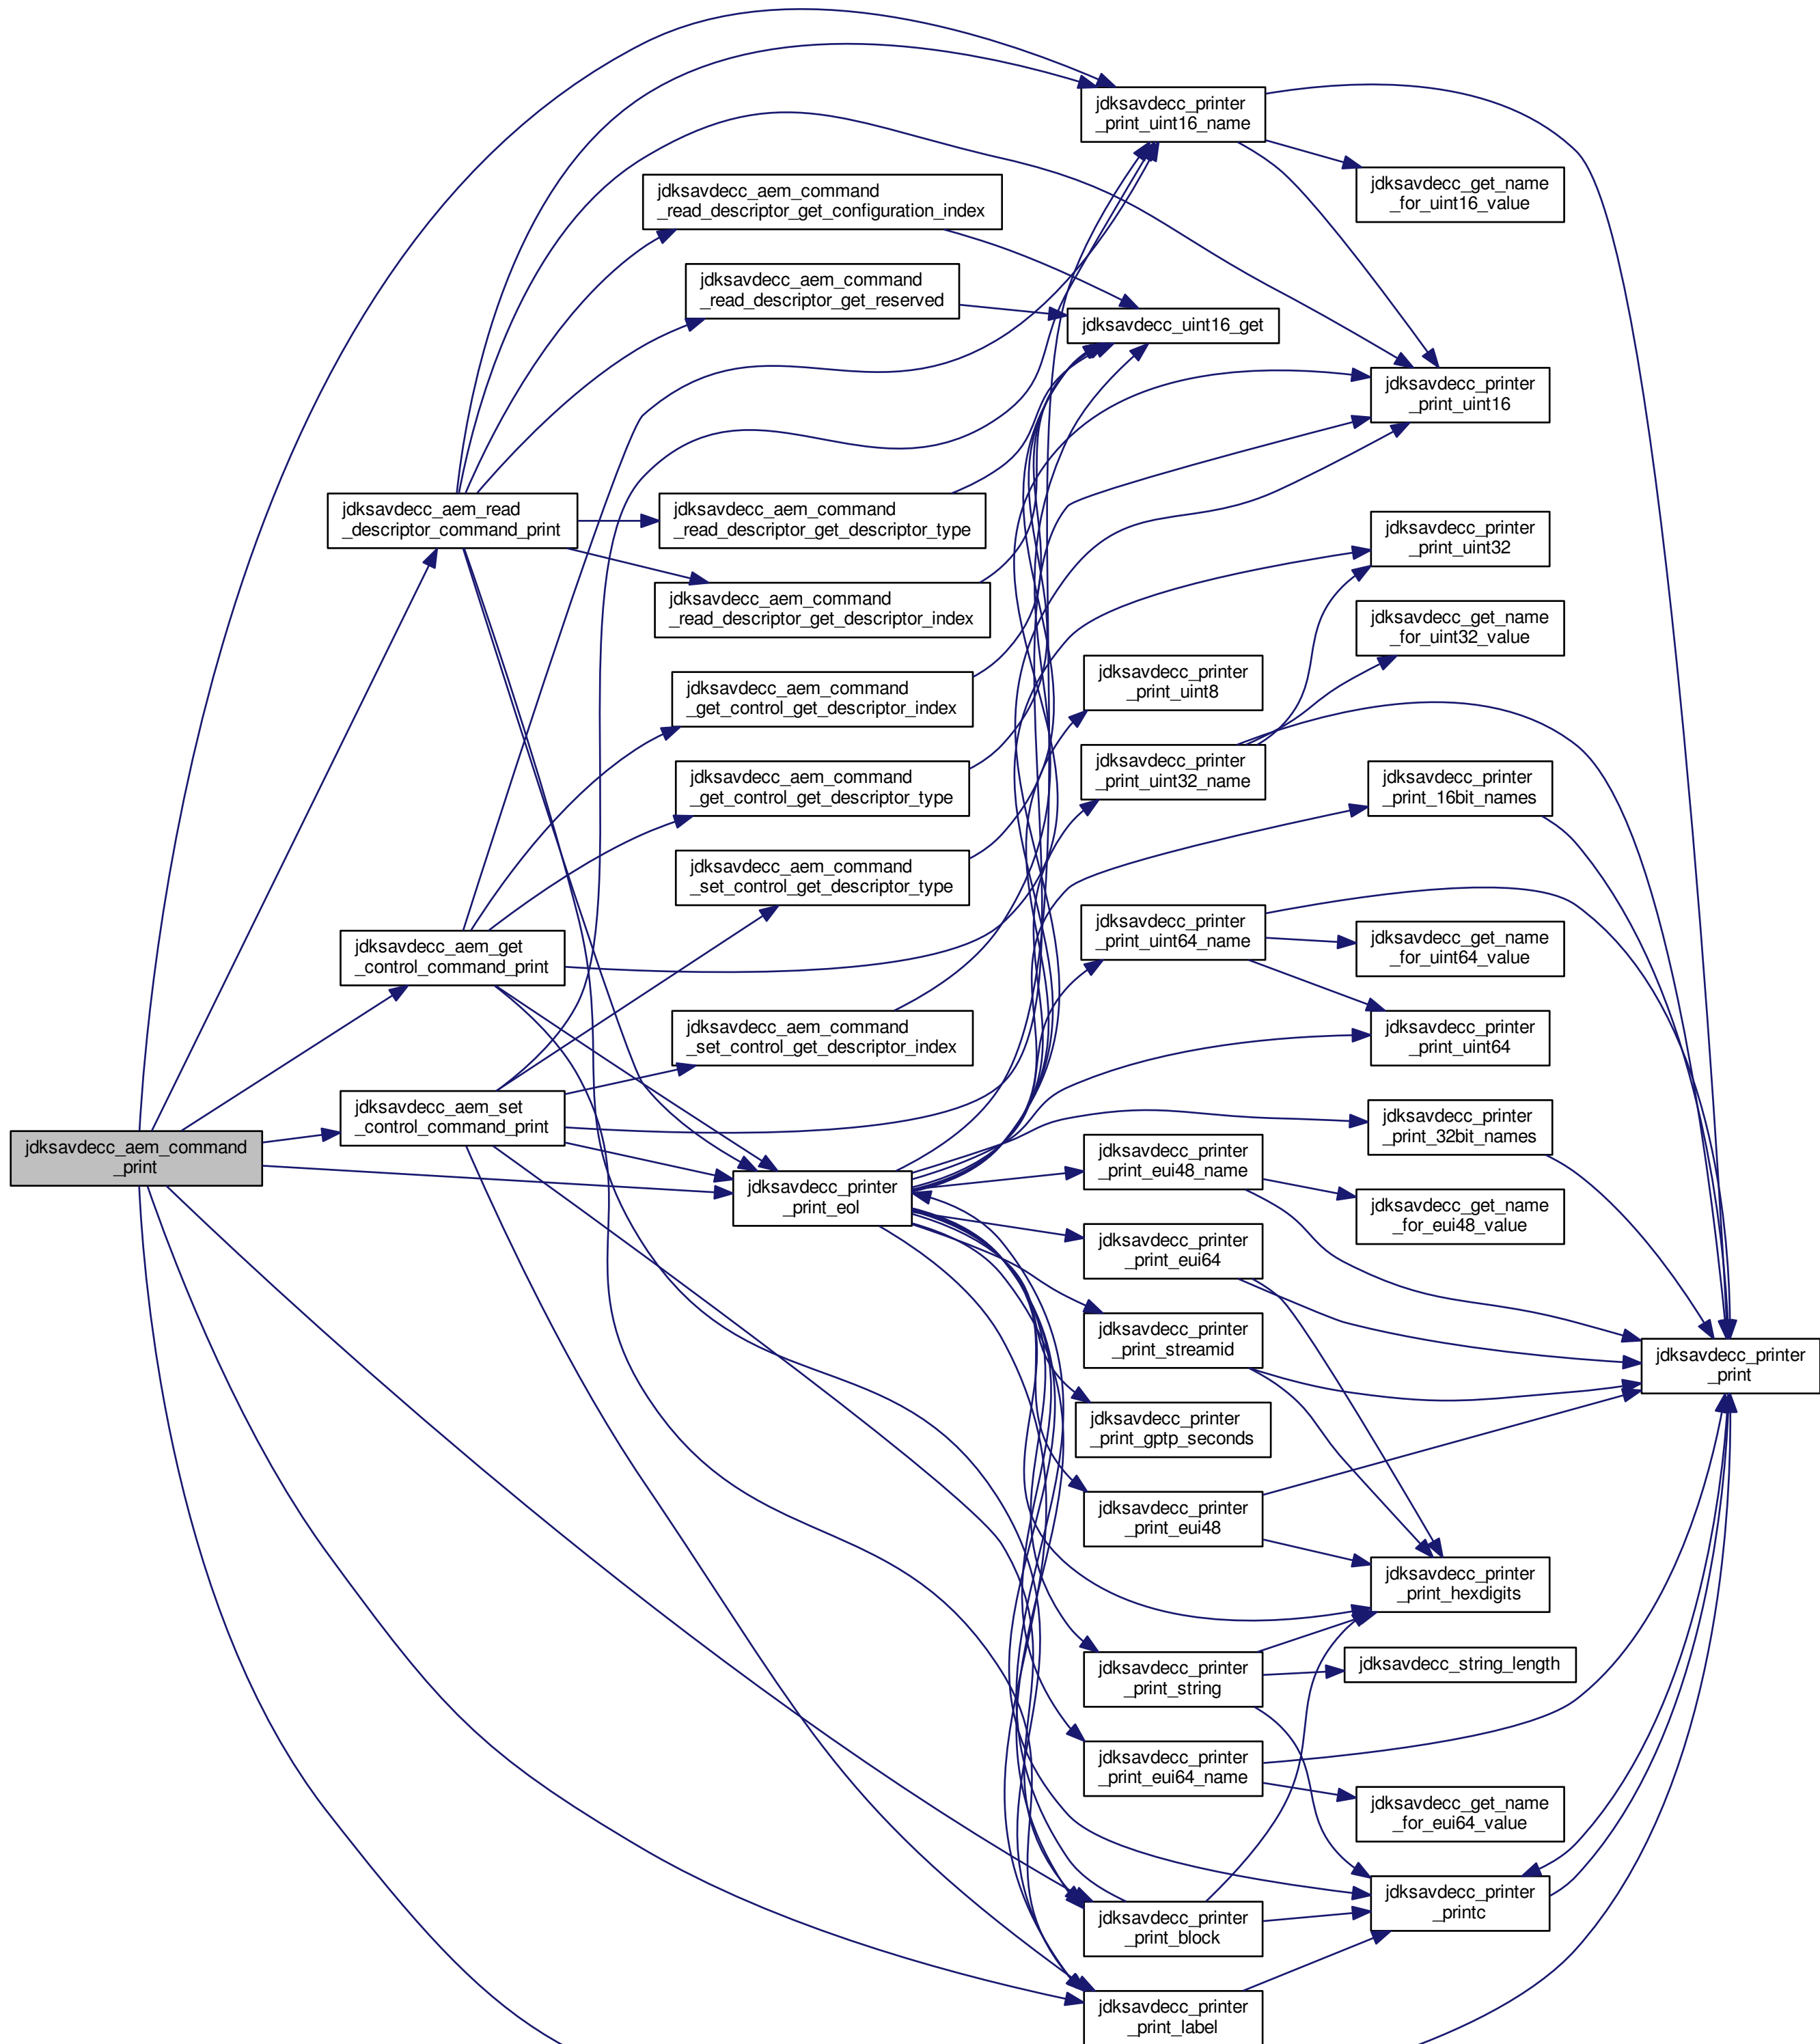 jdksavdecc_aem_command
_print
jdksavdecc_aem_read
_descriptor_command_print
jdksavdecc_aem_get
_control_command_print
jdksavdecc_aem_set
_control_command_print
jdksavdecc_aem_command
_read_descriptor_get_configuration_index
jdksavdecc_aem_command
_read_descriptor_get_reserved
jdksavdecc_aem_command
_read_descriptor_get_descriptor_type
jdksavdecc_aem_command
_read_descriptor_get_descriptor_index
jdksavdecc_aem_command
_get_control_get_descriptor_index
jdksavdecc_aem_command
_get_control_get_descriptor_type
jdksavdecc_aem_command
_set_control_get_descriptor_type
jdksavdecc_aem_command
_set_control_get_descriptor_index
jdksavdecc_printer
_print_eol
jdksavdecc_printer
_print_uint16_name
jdksavdecc_uint16_get
jdksavdecc_printer
_print_uint8
jdksavdecc_printer
_print_uint32_name
jdksavdecc_printer
_print_uint64_name
jdksavdecc_printer
_print_eui48_name
jdksavdecc_printer
_print_eui64
jdksavdecc_printer
_print_streamid
jdksavdecc_printer
_print_gptp_seconds
jdksavdecc_printer
_print_eui48
jdksavdecc_printer
_print_string
jdksavdecc_printer
_print_eui64_name
jdksavdecc_printer
_print_block
jdksavdecc_printer
_print_label
jdksavdecc_get_name
_for_uint16_value
jdksavdecc_printer
_print_uint16
jdksavdecc_printer
_print_uint32
jdksavdecc_get_name
_for_uint32_value
jdksavdecc_printer
_print_16bit_names
jdksavdecc_get_name
_for_uint64_value
jdksavdecc_printer
_print_uint64
jdksavdecc_printer
_print_32bit_names
jdksavdecc_get_name
_for_eui48_value
jdksavdecc_printer
_print_hexdigits
jdksavdecc_string_length
jdksavdecc_get_name
_for_eui64_value
jdksavdecc_printer
_printc
jdksavdecc_printer
_print